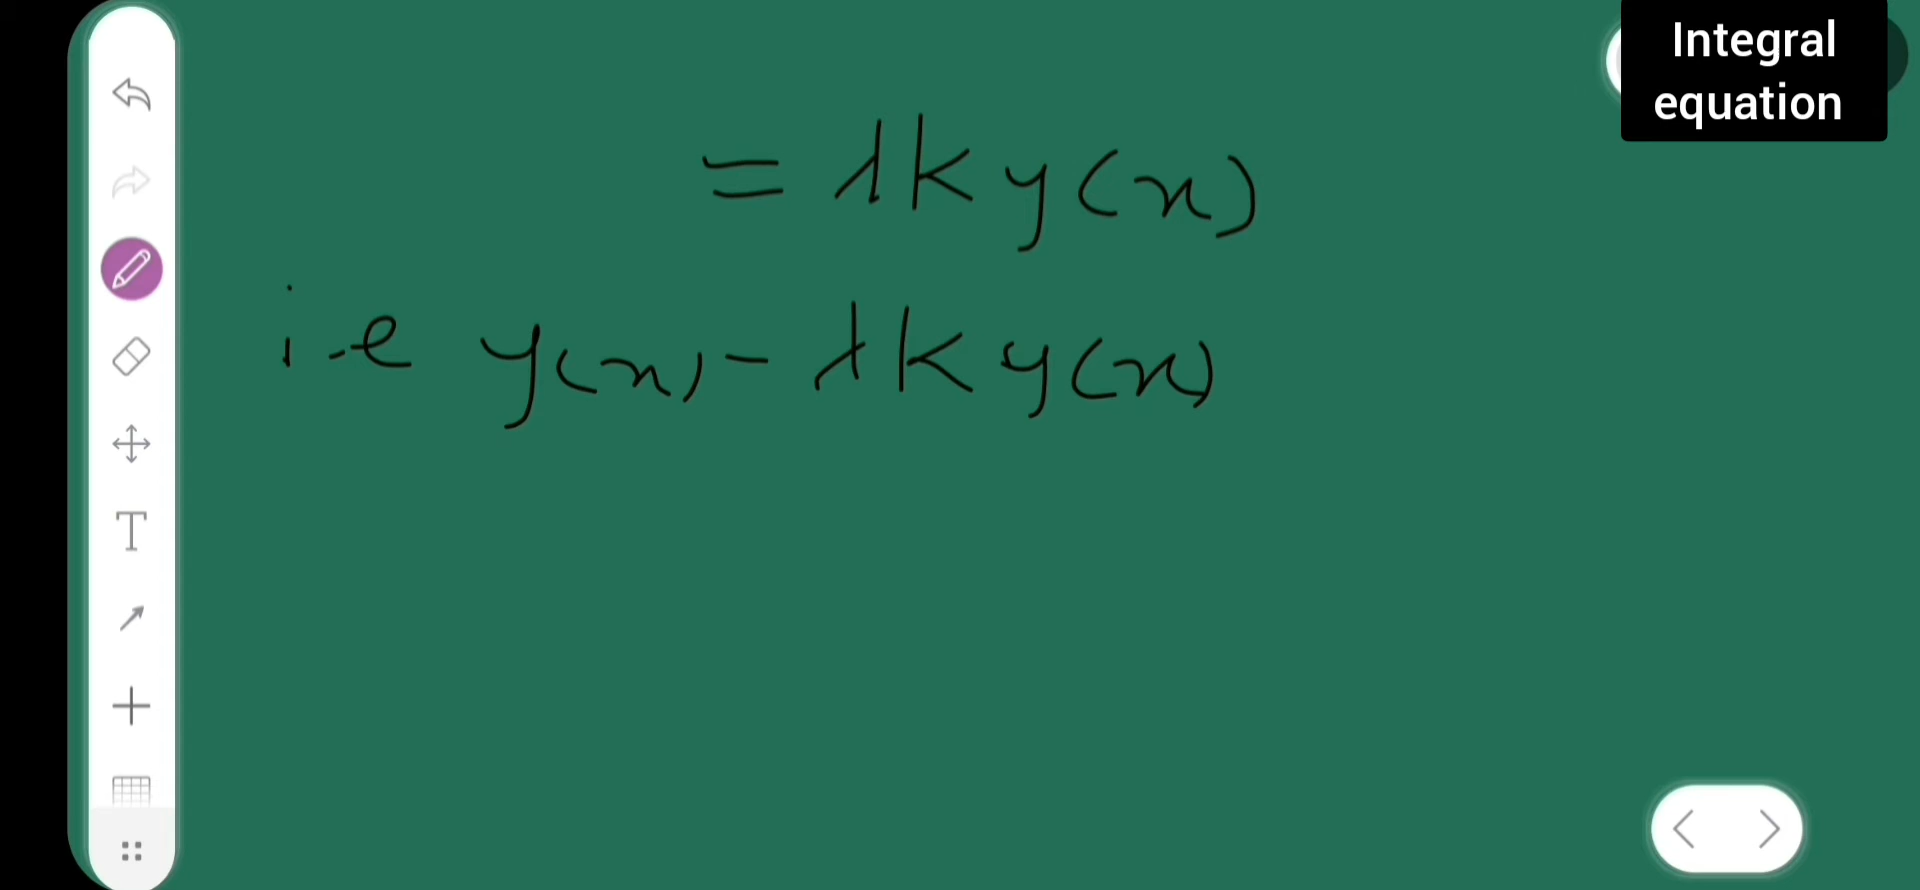 Integral
equation
= λ k y(x)
i.e y(x) - λ k y(x)
T